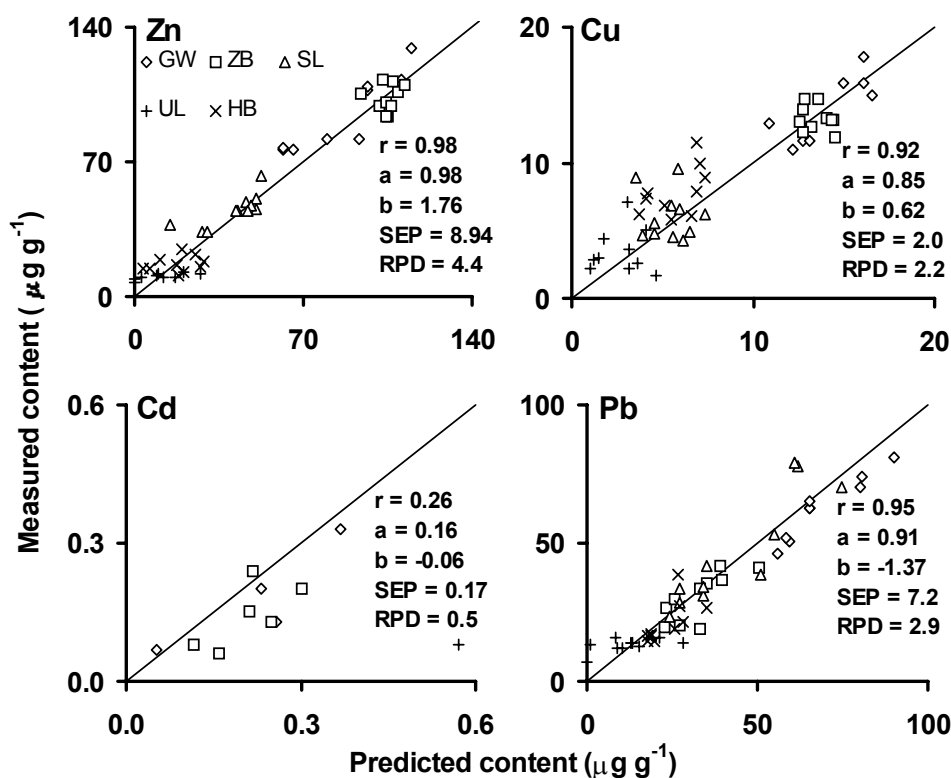 Measured content ( µg g⁻¹)
Zn
140
70
0
GW ZB SL
UL HB
r = 0.98
a = 0.98
b = 1.76
SEP = 8.94
RPD = 4.4
0 70 140
Cu
20
10
0
r = 0.92
a = 0.85
b = 0.62
SEP = 2.0
RPD = 2.2
0 10 20
Cd
0.6
0.3
0.0
r = 0.26
a = 0.16
b = -0.06
SEP = 0.17
RPD = 0.5
0.0 0.3 0.6
Pb
100
50
0
r = 0.95
a = 0.91
b = -1.37
SEP = 7.2
RPD = 2.9
0 50 100
Predicted content (µg g⁻¹)